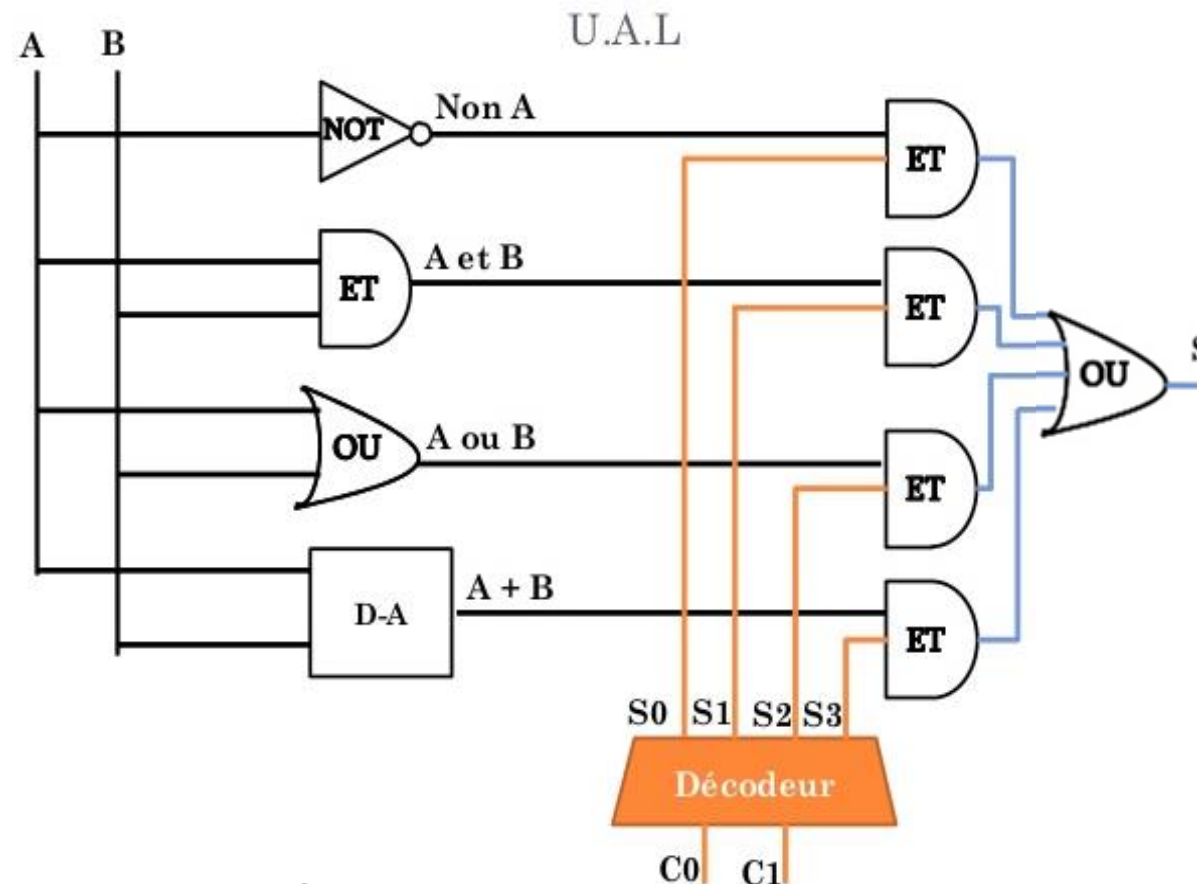 U.A.L
A B
NOT
Non A
ET
ET
A et B
ET
OU
OU
A ou B
ET
D-A
A + B
ET
S0 S1 S2 S3
Décodeur
C0 C1